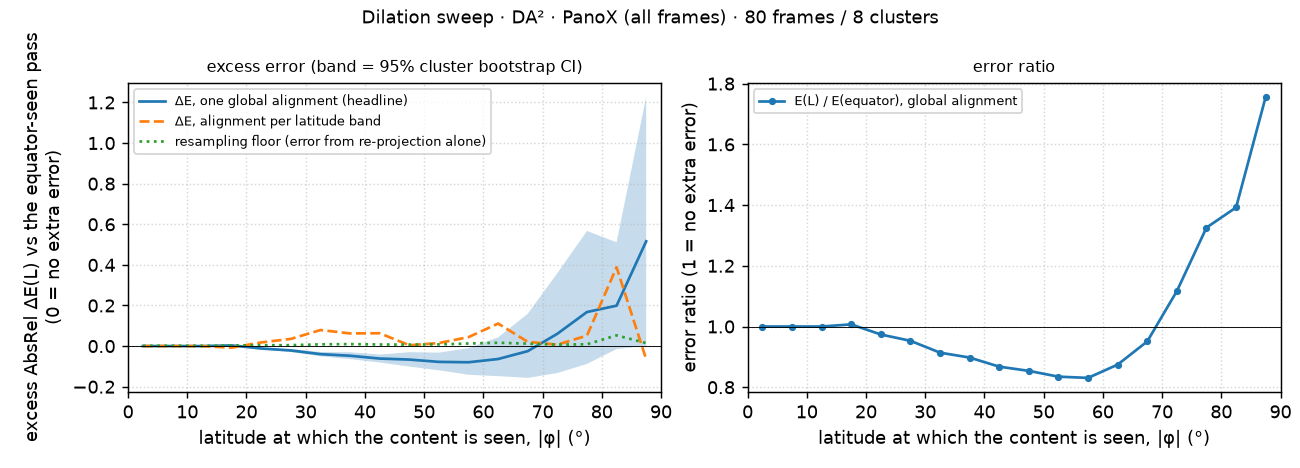 Dilation sweep · DA² · PanoX (all frames) · 80 frames / 8 clusters
excess error (band = 95% cluster bootstrap CI)
excess AbsRel ΔE(L) vs the equator-seen pass
(0 = no extra error)
1.2
1.0
0.8
0.6
0.4
0.2
0.0
−0.2
ΔE, one global alignment (headline)
ΔE, alignment per latitude band
resampling floor (error from re-projection alone)
0 10 20 30 40 50 60 70 80 90
latitude at which the content is seen, |φ| (°)
error ratio
error ratio (1 = no extra error)
1.8
1.6
1.4
1.2
1.0
0.8
E(L) / E(equator), global alignment
0 10 20 30 40 50 60 70 80 90
latitude at which the content is seen, |φ| (°)